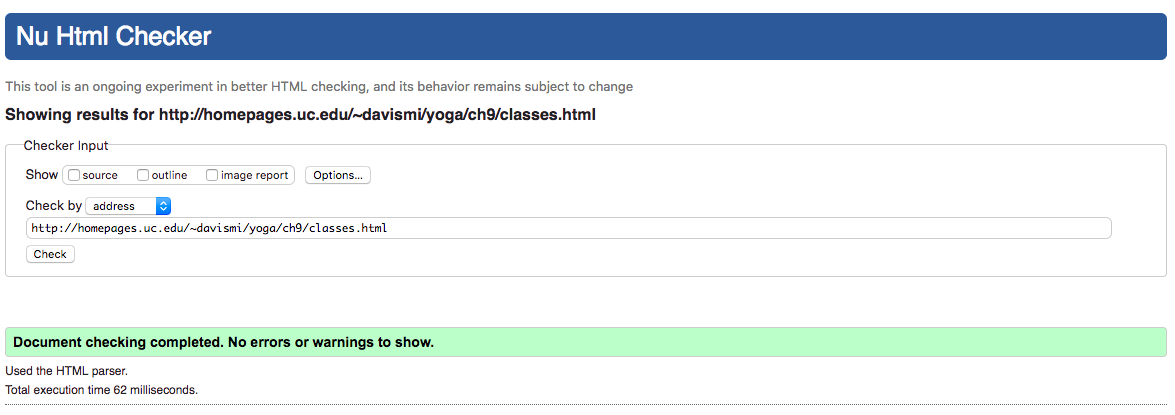 Nu Html Checker
This tool is an ongoing experiment in better HTML checking, and its behavior remains subject to change
Showing results for http://homepages.uc.edu/~davismi/yoga/ch9/classes.html
Checker Input
Show source outline image report Options...
Check by address
http://homepages.uc.edu/~davismi/yoga/ch9/classes.html
Check
Document checking completed. No errors or warnings to show.
Used the HTML parser.
Total execution time 62 milliseconds.